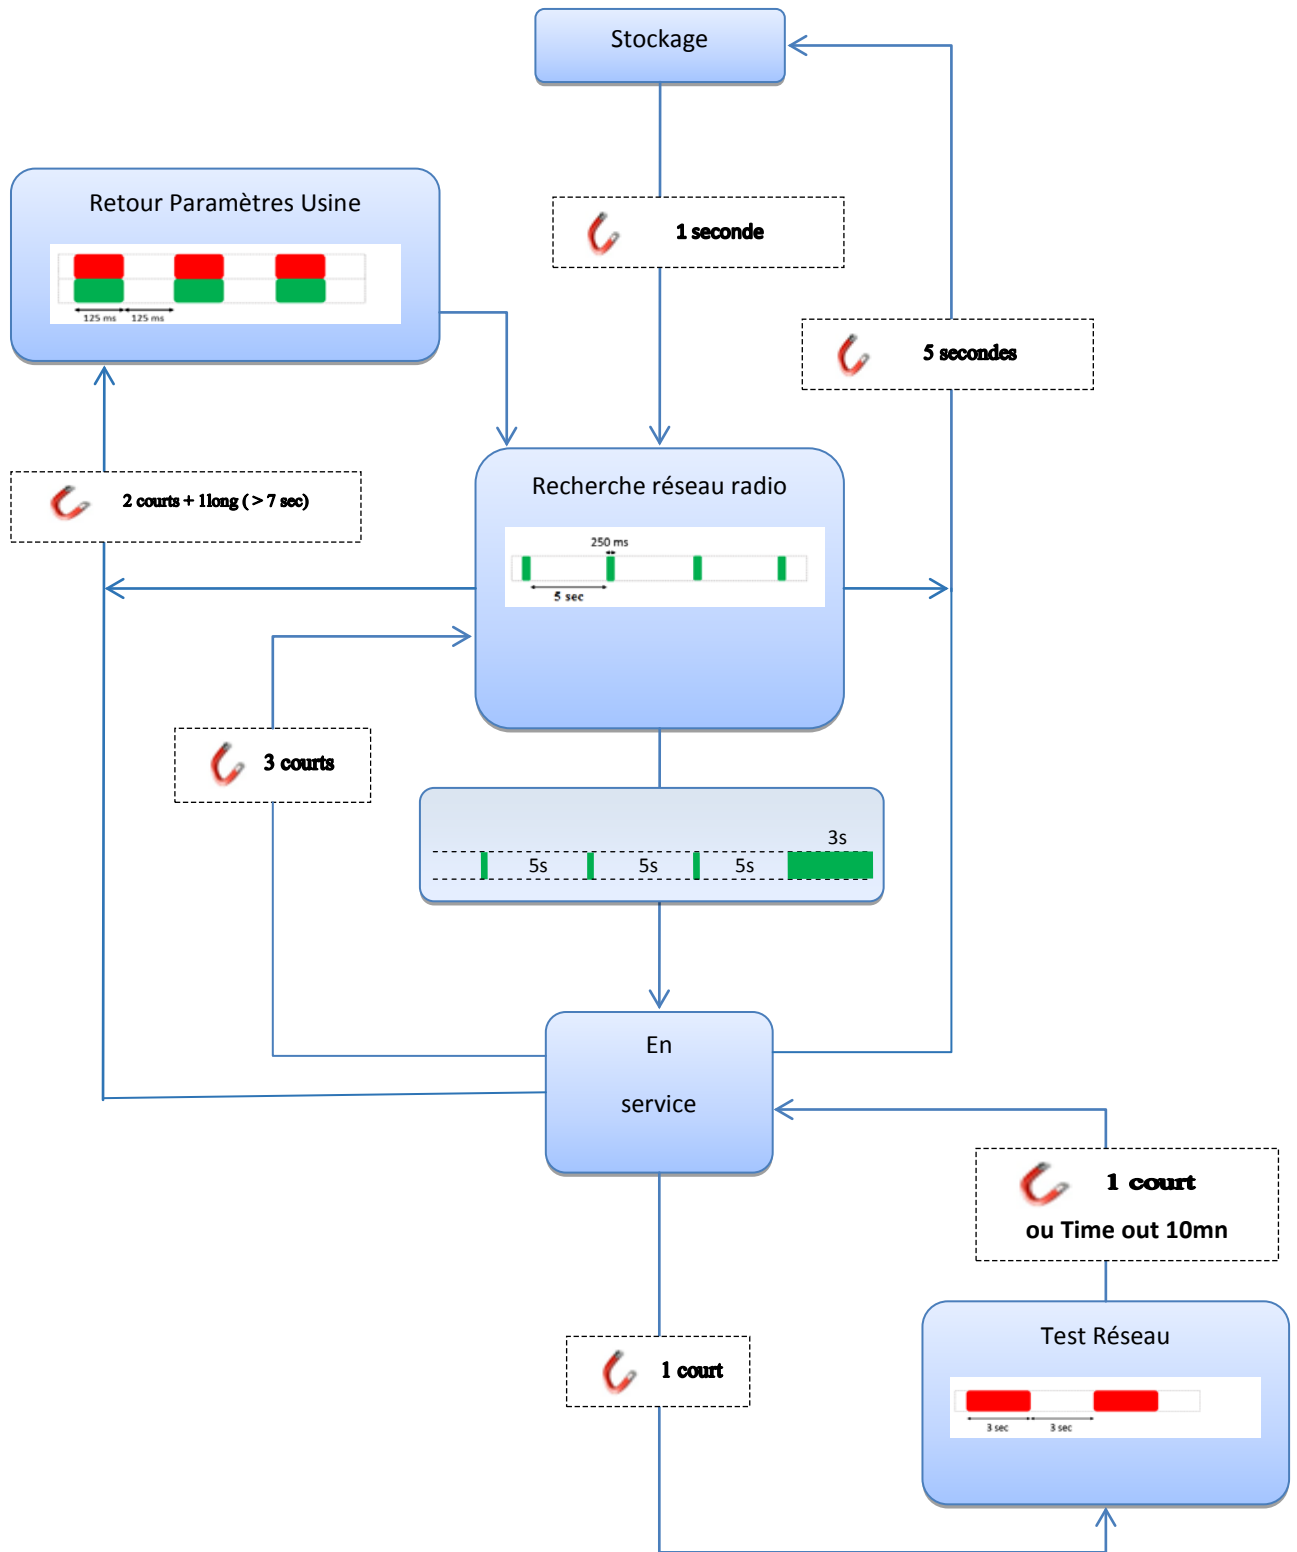 Stockage
Retour Paramètres Usine
125 ms 125 ms
1 seconde
5 secondes
2 courts + 1long ( > 7 sec)
Recherche réseau radio
250 ms
5 sec
3 courts
3s
5s 5s 5s
En
service
1 court
ou Time out 10mn
1 court
Test Réseau
3 sec 3 sec